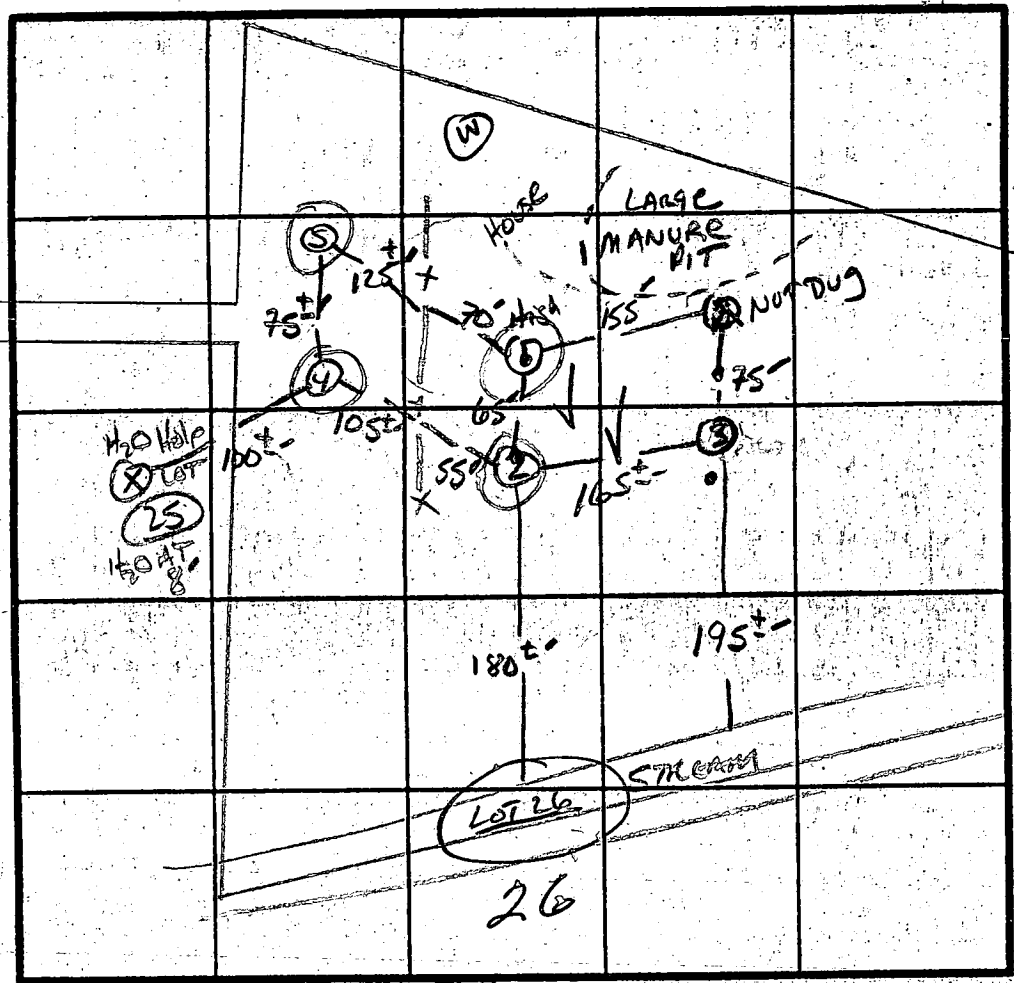 W
HOUSE
LARGE
MANURE
PIT
5
125±
X
75±
70'
HIGH
155'
NOT DUG
4
75'
65'
105±
H2O Hole
X LOT
100±
55'
2
165±
3
X
25
H2O AT
8'
180±
195±
STREAM
LOT 26
26